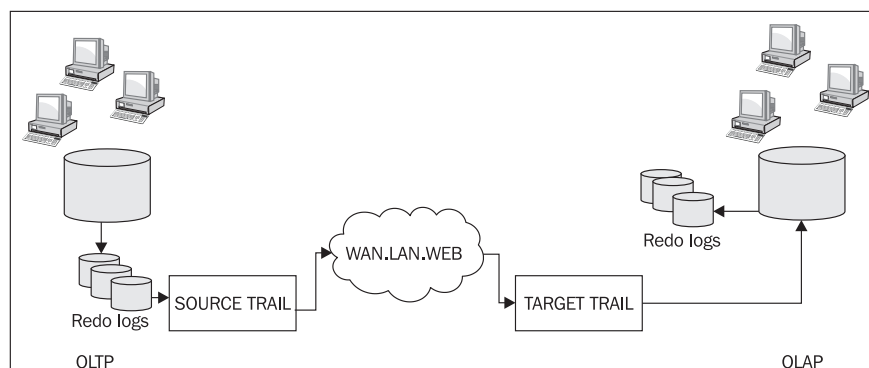 Redo logs
WAN.LAN.WEB
SOURCE TRAIL
TARGET TRAIL
Redo logs
OLTP
OLAP